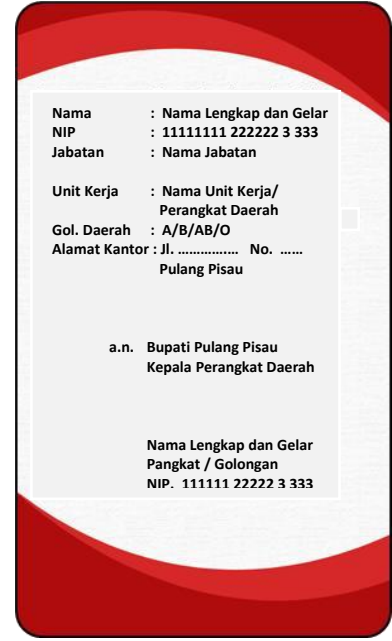 Nama : Nama Lengkap dan Gelar
NIP : 11111111 222222 3 333
Jabatan : Nama Jabatan
Unit Kerja : Nama Unit Kerja/
Perangkat Daerah
Gol. Daerah : A/B/AB/O
Alamat Kantor : Jl. ................ No. ......
Pulang Pisau
a.n. Bupati Pulang Pisau
Kepala Perangkat Daerah
Nama Lengkap dan Gelar
Pangkat / Golongan
NIP. 111111 22222 3 333